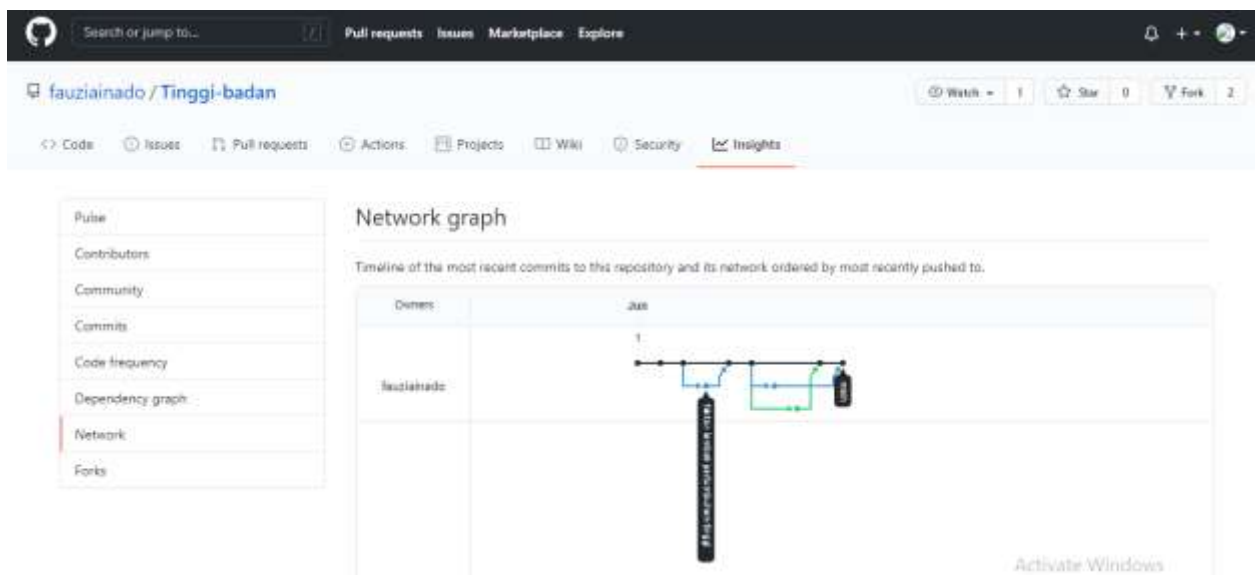 Search or jump to... /
Pull requests Issues Marketplace Explore
fauziainado / Tinggi-badan
Watch 1 Star 0 Fork 2
Code Issues Pull requests Actions Projects Wiki Security Insights
Pulse
Contributors
Community
Commits
Code frequency
Dependency graph
Network
Forks
Network graph
Timeline of the most recent commits to this repository and its network ordered by most recently pushed to.
Owners Jun
1
fauziainado
main
Activate Windows